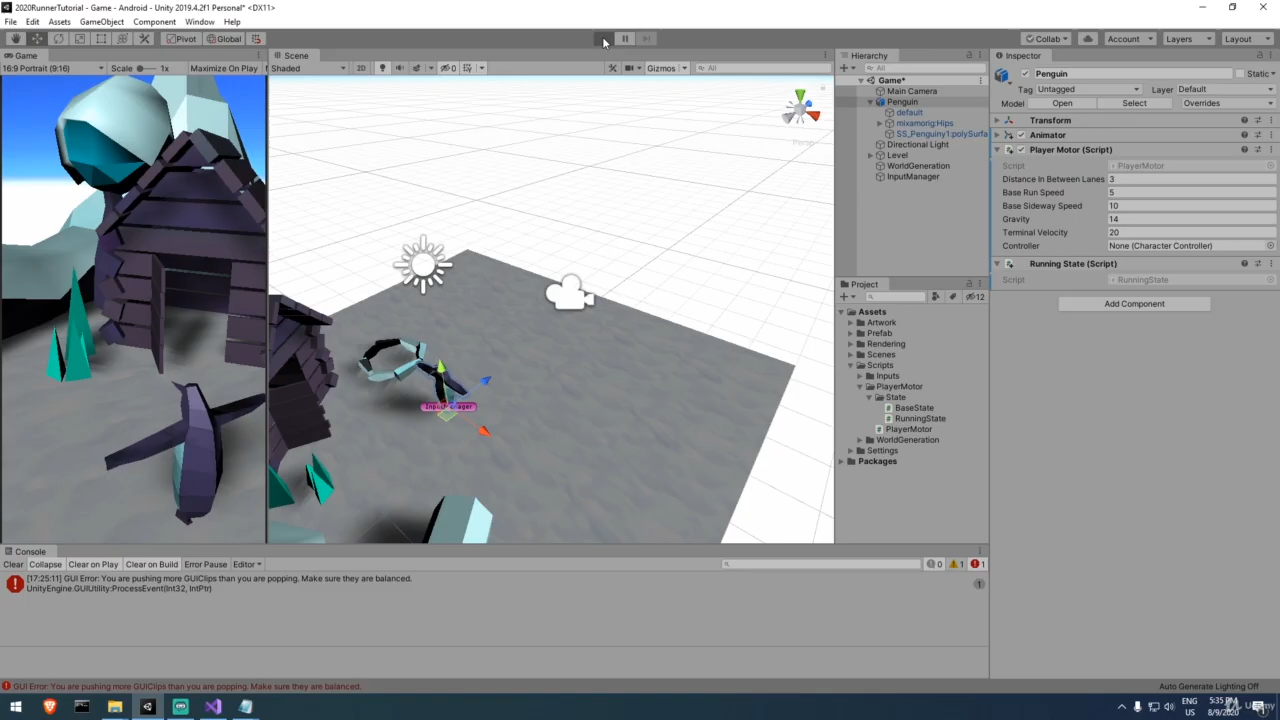 2020RunnerTutorial - Game - Android - Unity 2019.4.2f1 Personal* <DX11>
File Edit Assets GameObject Component Window Help
Pivot Global Collab Account Layers Layout
Game
16:9 Portrait (9:16) Scale 1x Maximize On Play
Scene
Shaded 2D 0 Gizmos All
Persp
InputManager
Hierarchy
All
Game*
Main Camera
Penguin
default
mixamorig:Hips
SS_Penguiny1:polySurfa
Directional Light
Level
WorldGeneration
InputManager
Project
12
Assets
Artwork
Prefab
Rendering
Scenes
Scripts
Inputs
PlayerMotor
State
BaseState
RunningState
PlayerMotor
WorldGeneration
Settings
Packages
Inspector
Penguin Static
Tag Untagged Layer Default
Model Open Select Overrides
Transform
Animator
Player Motor (Script)
Script PlayerMotor
Distance In Between Lanes 3
Base Run Speed 5
Base Sideway Speed 10
Gravity 14
Terminal Velocity 20
Controller None (Character Controller)
Running State (Script)
Script RunningState
Add Component
Console
Clear Collapse Clear on Play Clear on Build Error Pause Editor 0 1 1
[17:25:11] GUI Error: You are pushing more GUIClips than you are popping. Make sure they are balanced.
UnityEngine.GUIUtility:ProcessEvent(Int32, IntPtr)
1
GUI Error: You are pushing more GUIClips than you are popping. Make sure they are balanced.
Auto Generate Lighting Off
ENG
US
5:35 PM
8/9/2020